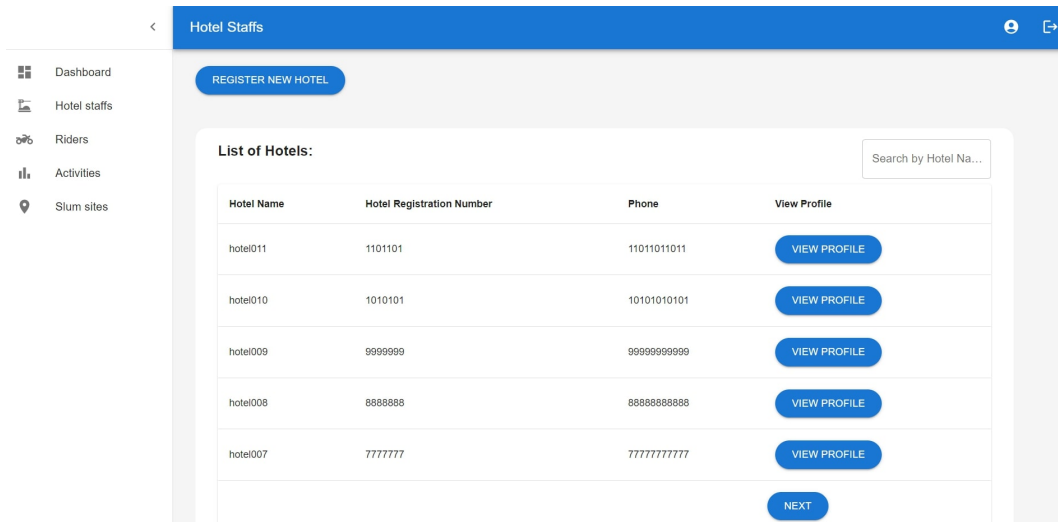 Hotel Staffs
Dashboard
Hotel staffs
Riders
Activities
Slum sites
REGISTER NEW HOTEL
List of Hotels:
Search by Hotel Na...
Hotel Name Hotel Registration Number Phone View Profile
hotel011 1101101 11011011011 VIEW PROFILE
hotel010 1010101 10101010101 VIEW PROFILE
hotel009 9999999 99999999999 VIEW PROFILE
hotel008 8888888 88888888888 VIEW PROFILE
hotel007 7777777 77777777777 VIEW PROFILE
NEXT